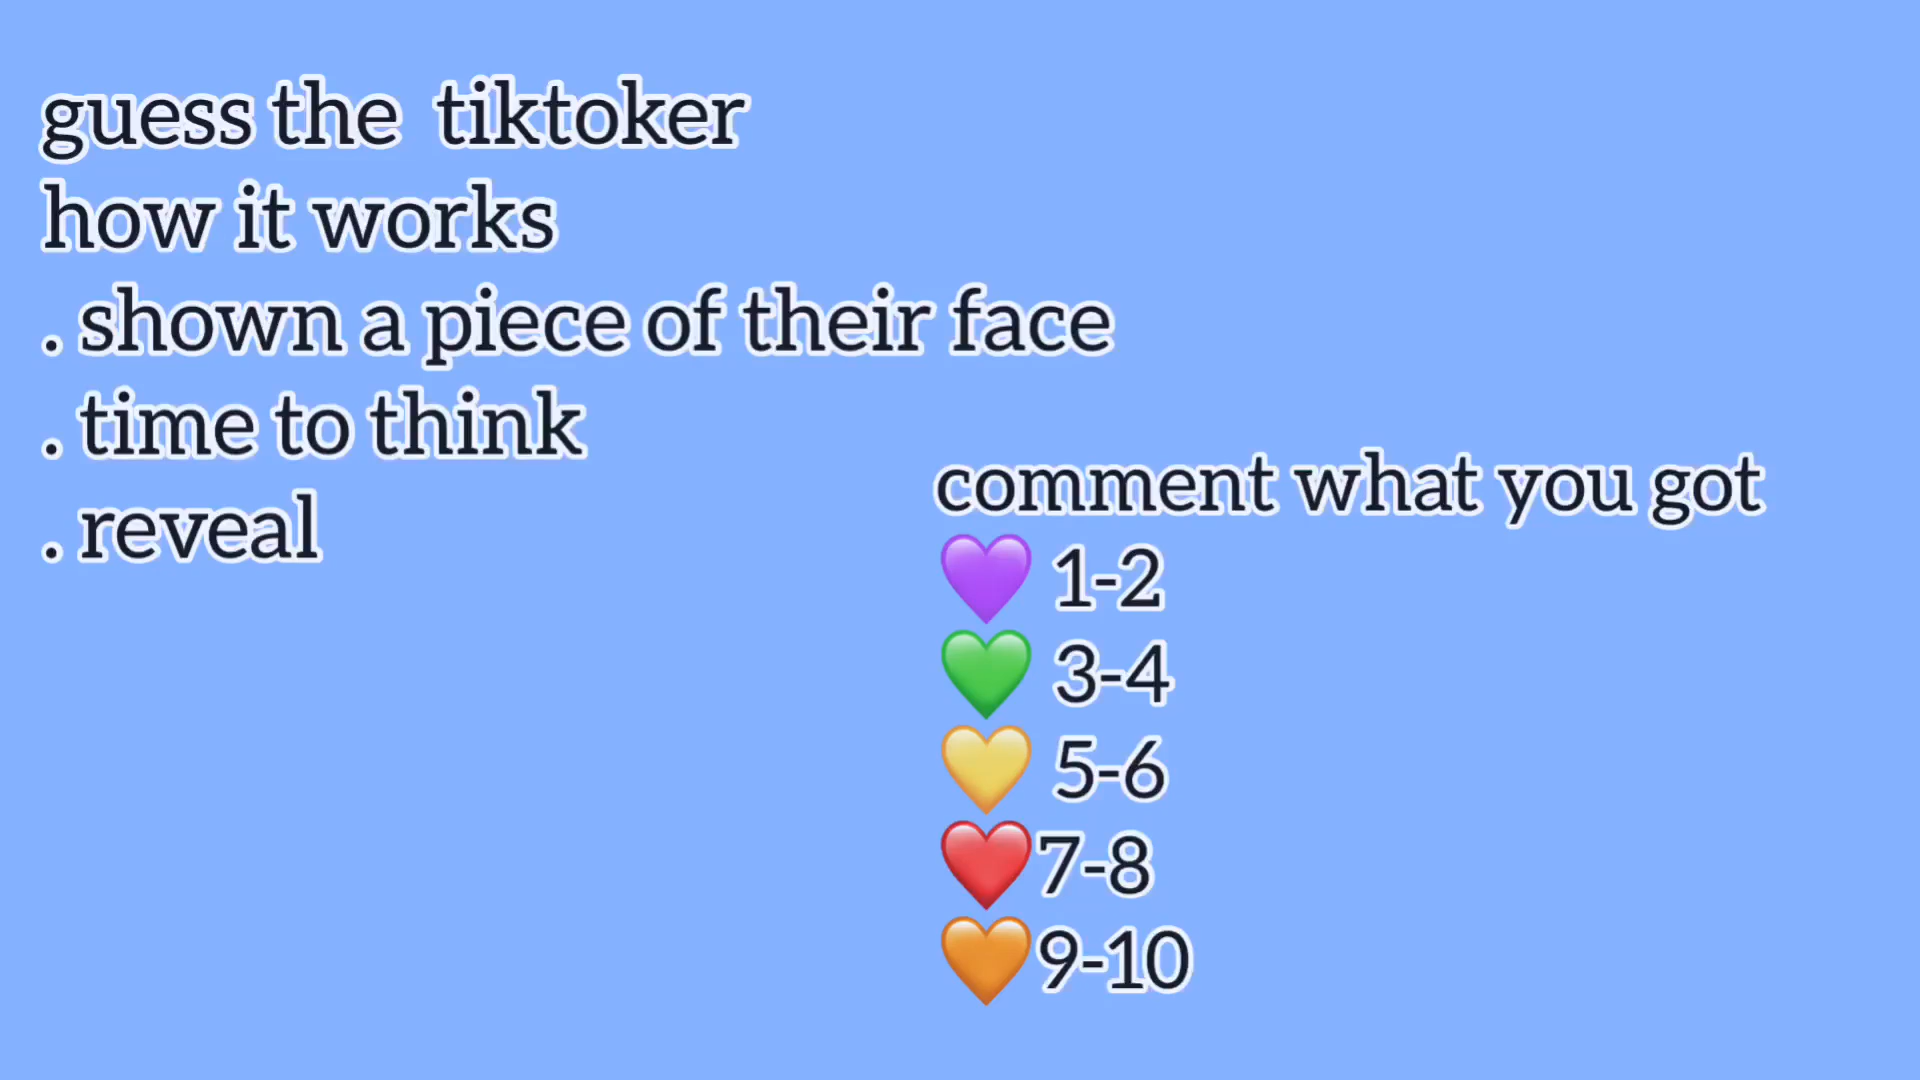 guess the tiktoker
how it works
. shown a piece of their face
. time to think
. reveal
comment what you got
💜 1-2
💚 3-4
💛 5-6
❤️7-8
🧡9-10